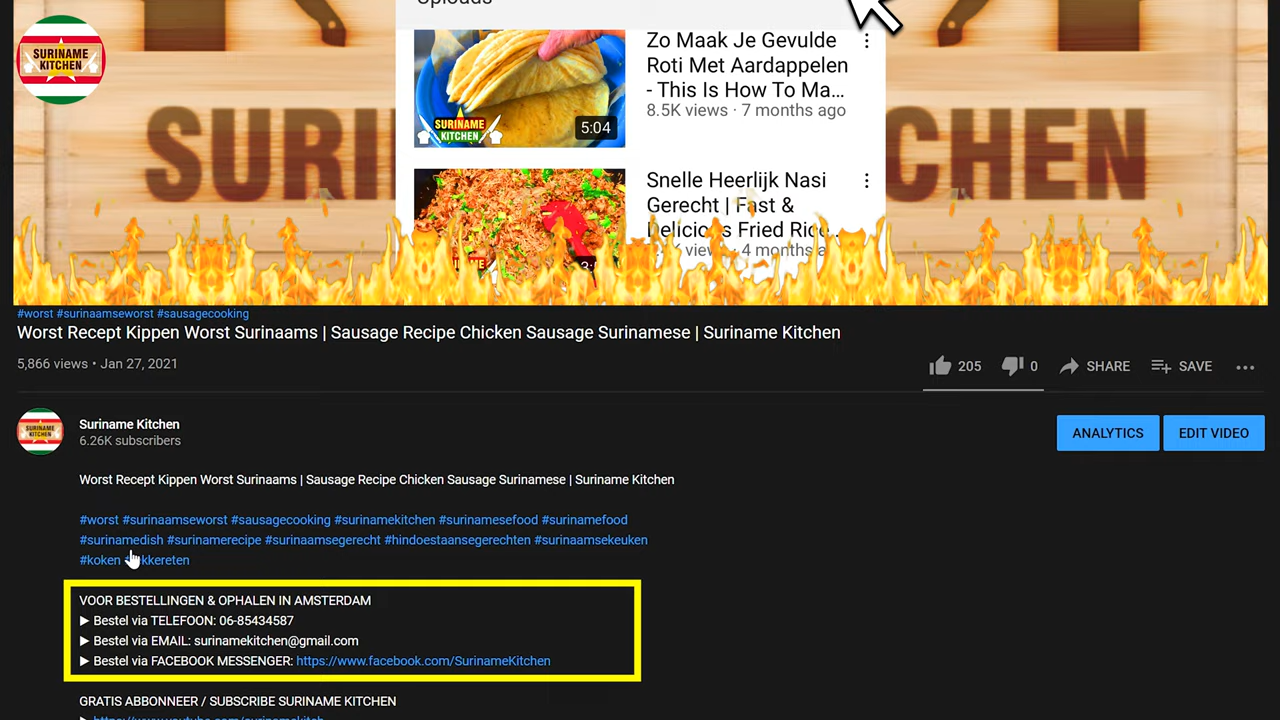 Uploads
SURINAME
KITCHEN
Zo Maak Je Gevulde
Roti Met Aardappelen
- This Is How To Ma...
8.5K views · 7 months ago
SURINAME
KITCHEN
5:04
SURI
CHEN
Snelle Heerlijk Nasi
Gerecht | Fast &
Delicious Fried Rice...
views · 4 months
#worst #surinaamseworst #sausagecooking
Worst Recept Kippen Worst Surinaams | Sausage Recipe Chicken Sausage Surinamese | Suriname Kitchen
5,866 views • Jan 27, 2021
205
0
SHARE
SAVE
SURINAME
KITCHEN
Suriname Kitchen
6.26K subscribers
ANALYTICS
EDIT VIDEO
Worst Recept Kippen Worst Surinaams | Sausage Recipe Chicken Sausage Surinamese | Suriname Kitchen
#worst #surinaamseworst #sausagecooking #surinamekitchen #surinamesefood #surinamefood
#surinamedish #surinamerecipe #surinaamsegerecht #hindoestaansegerechten #surinaamsekeuken
#koken kkereten
VOOR BESTELLINGEN & OPHALEN IN AMSTERDAM
▶ Bestel via TELEFOON: 06-85434587
▶ Bestel via EMAIL: surinamekitchen@gmail.com
▶ Bestel via FACEBOOK MESSENGER: https://www.facebook.com/SurinameKitchen
GRATIS ABBONNEER / SUBSCRIBE SURINAME KITCHEN